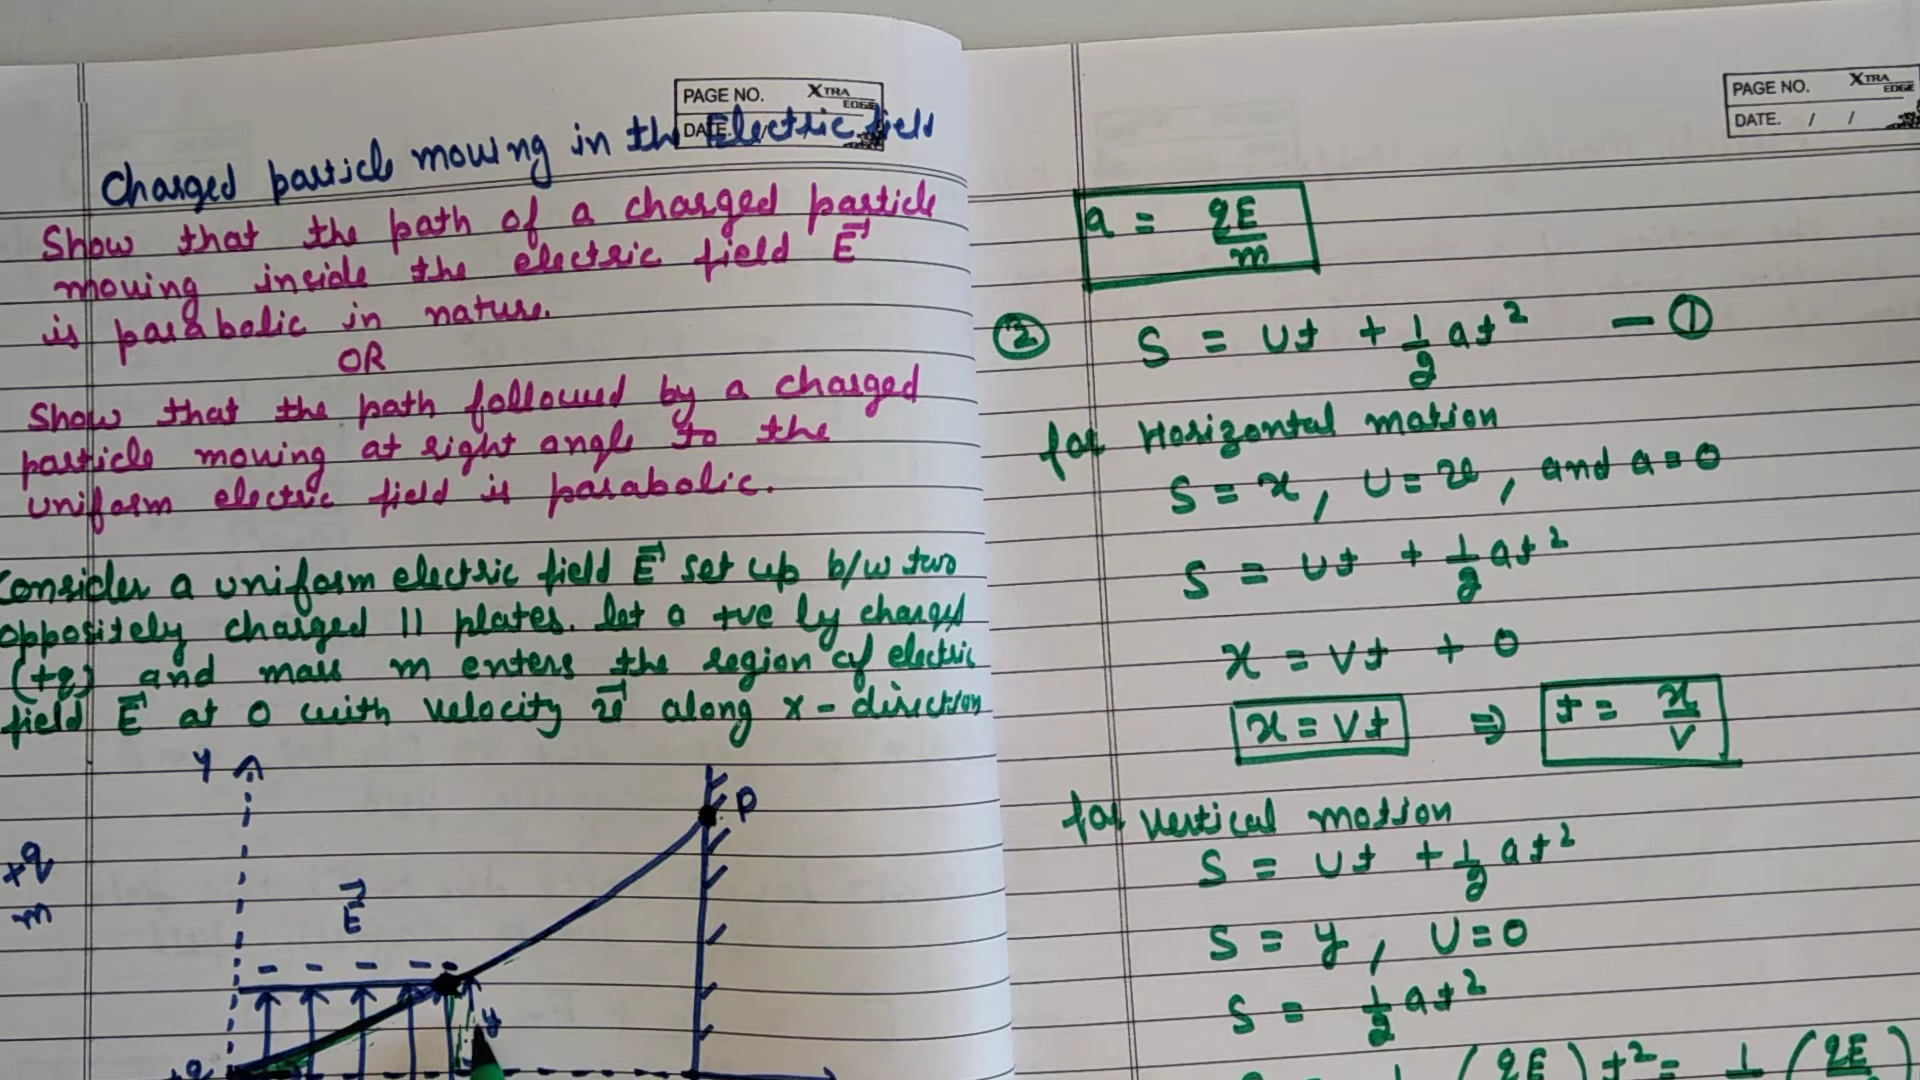 PAGE NO. XTRA EDGE
DATE.
Charged particle moving in the Electric field
Show that the path of a charged particle
moving inside the electric field E⃗
is parabolic in nature.
OR
Show that the path followed by a charged
particle moving at right angle to the
uniform electric field is parabolic.
Consider a uniform electric field E⃗ set up b/w two
oppositely charged || plates. let a +ve ly charged
(+q) and mass m enters the region of electric
field E⃗ at O with velocity v⃗ along x - direction
y
P
+q
m
E⃗
- - - - -
y
+q
PAGE NO. XTRA EDGE
DATE. / /
a = qE/m
② S = ut + 1/2 at² — ①
for Horizontal motion
S = x, U = v, and a = 0
S = ut + 1/2 at²
x = vt + 0
x = vt ⇒ t = x/v
for vertical motion
S = ut + 1/2 at²
S = y, U = 0
S = 1/2 at²
(qE) t² = 1 (qE